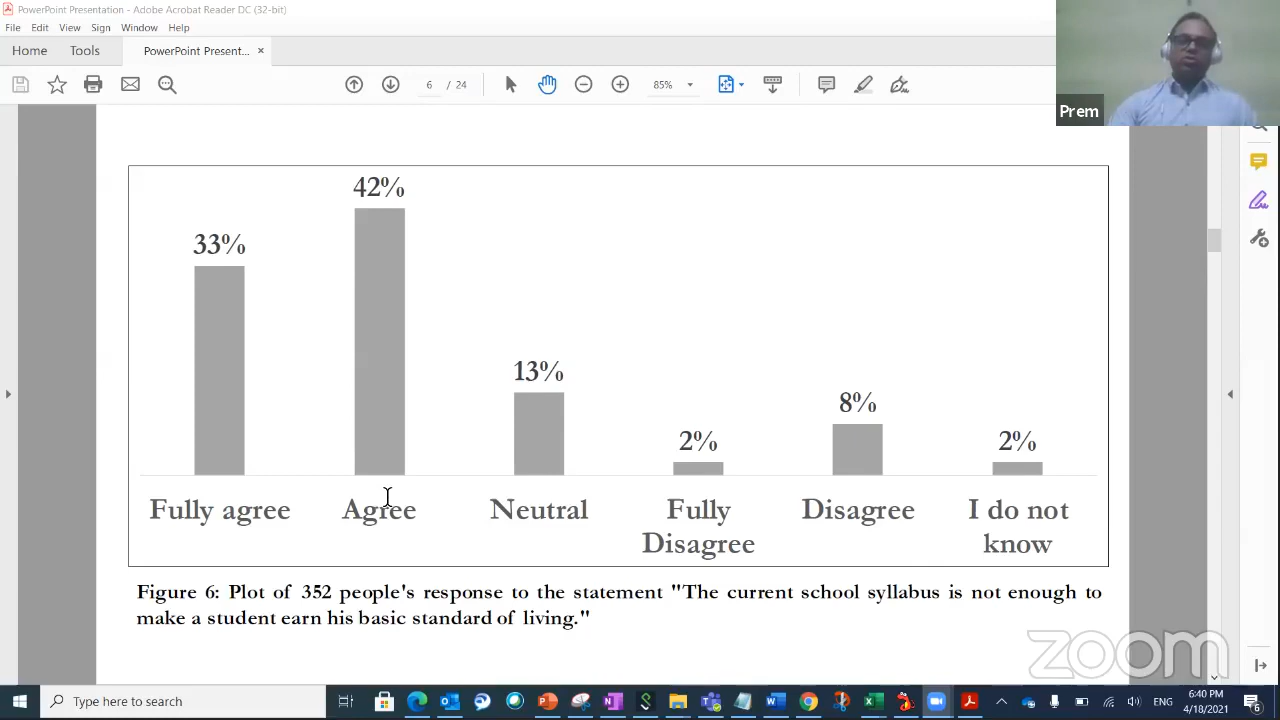 PowerPoint Presentation - Adobe Acrobat Reader DC (32-bit)
File Edit View Sign Window Help
Home Tools PowerPoint Present... ×
6 / 24 85%
Prem
33% 42% 13% 2% 8% 2%
Fully agree Agree Neutral Fully Disagree I do not
Disagree know
Figure 6: Plot of 352 people's response to the statement "The current school syllabus is not enough to
make a student earn his basic standard of living."
zoom
Type here to search
ENG 6:40 PM
4/18/2021 6